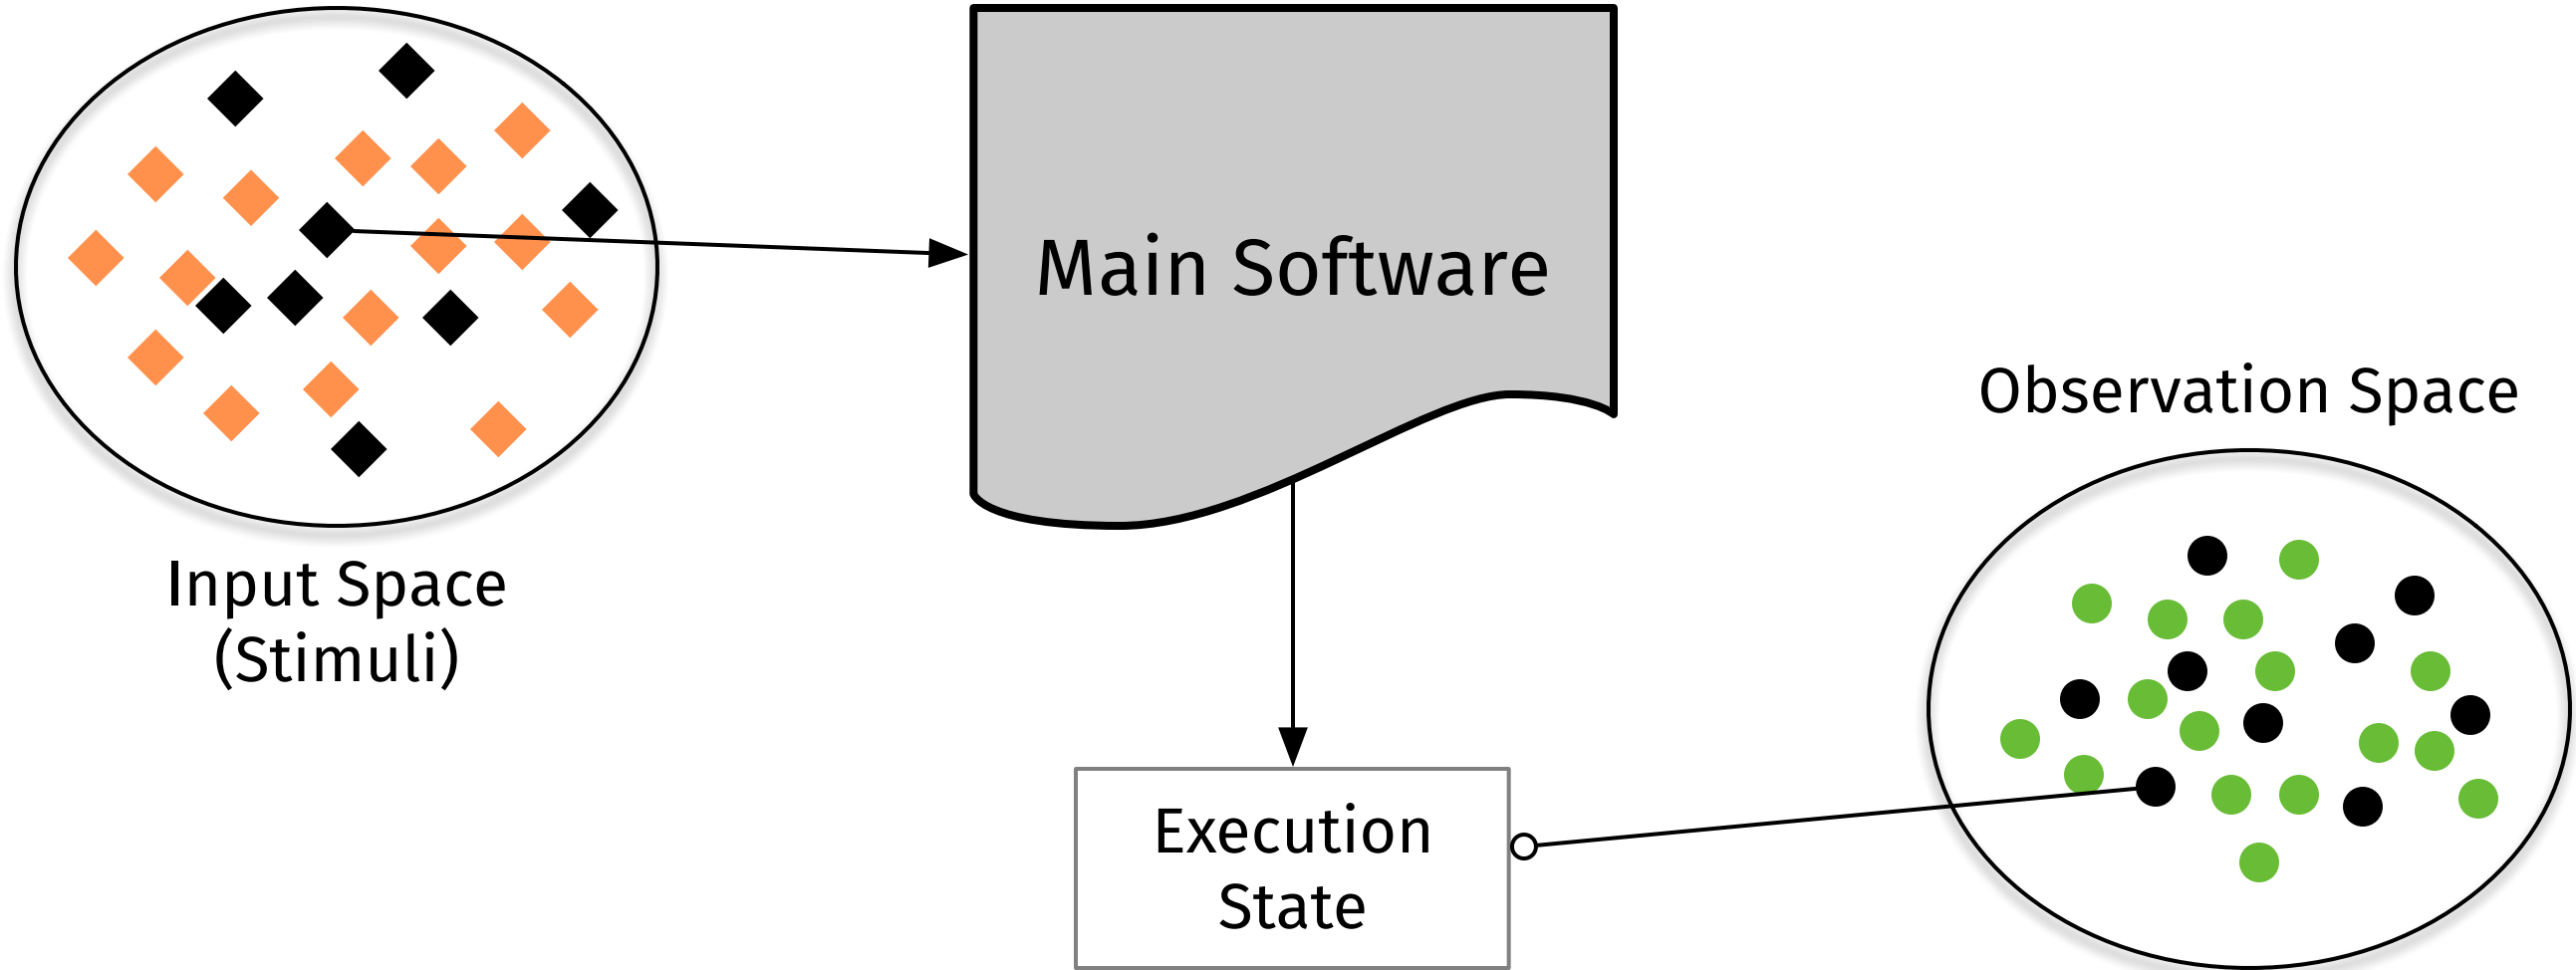 Main Software
Observation Space
Input Space
(Stimuli)
Execution
State